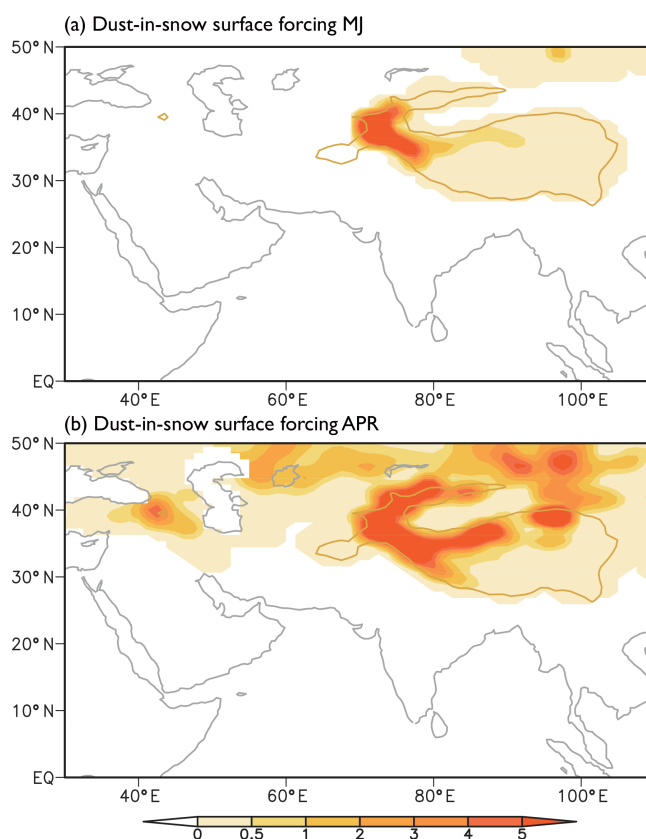 (a) Dust-in-snow surface forcing MJ
50° N
40° N
30° N
20° N
10° N
EQ
40° E 60° E 80° E 100° E
(b) Dust-in-snow surface forcing APR
50° N
40° N
30° N
20° N
10° N
EQ
40° E 60° E 80° E 100° E
0 0.5 1 2 3 4 5